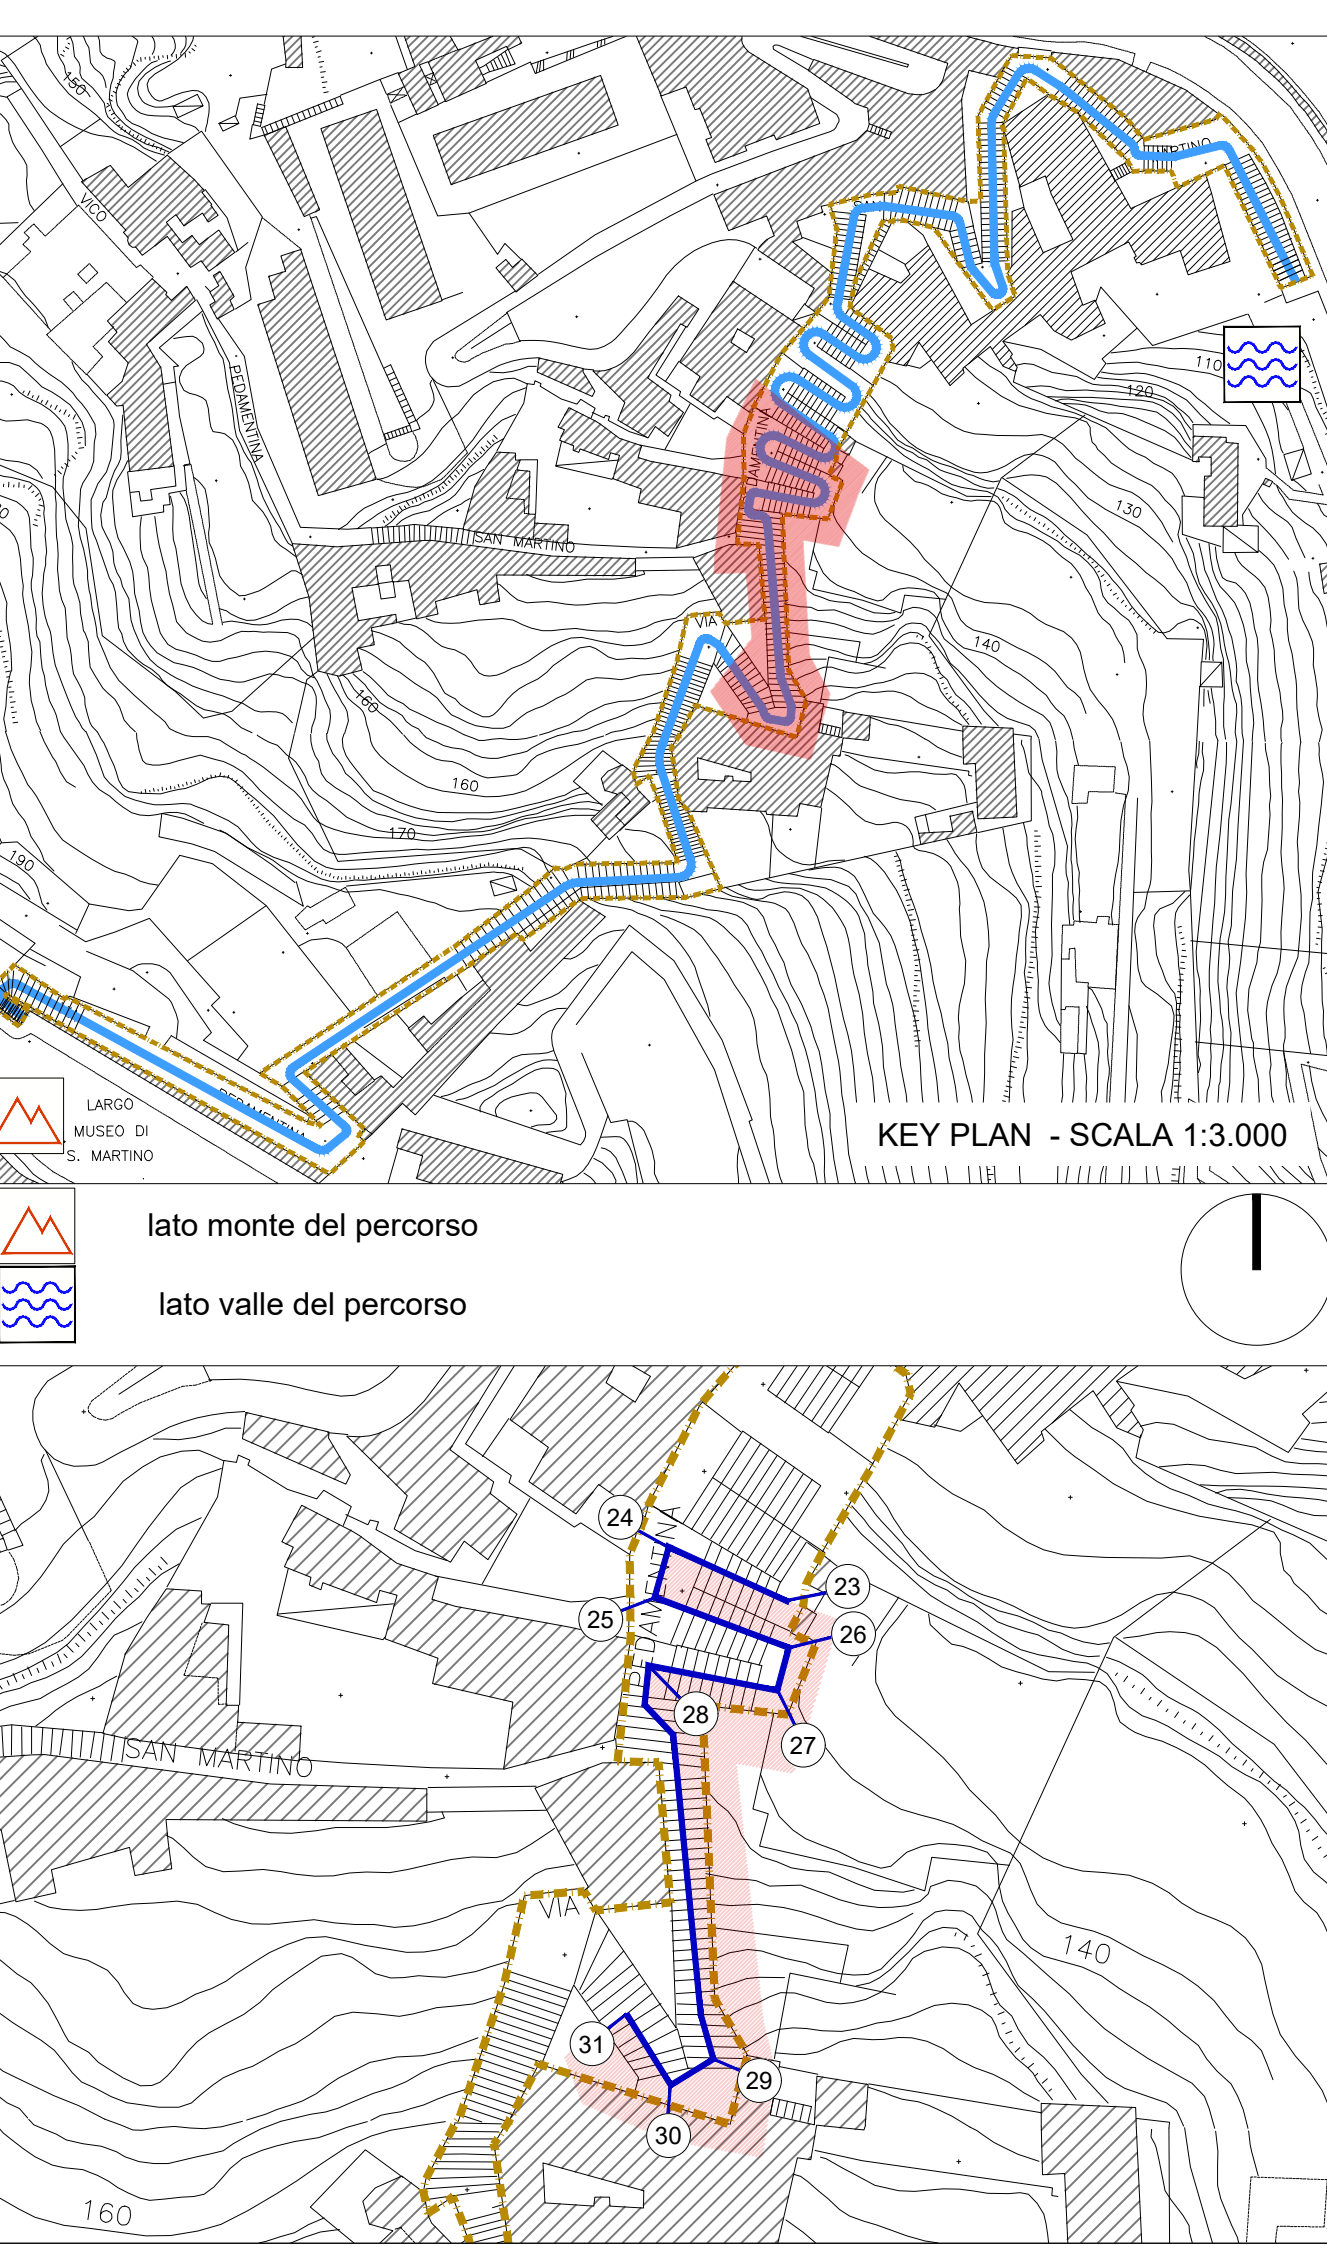 150
VICO
PEDAMENTINA
SAN MARTINO
VIA
110
120
130
140
160
160
170
190
LARGO
MUSEO DI
S. MARTINO
PEDAMENTINA
KEY PLAN - SCALA 1:3.000
lato monte del percorso
lato valle del percorso
24
23
25
26
28
27
SAN MARTINO
VIA
140
31
29
30
160